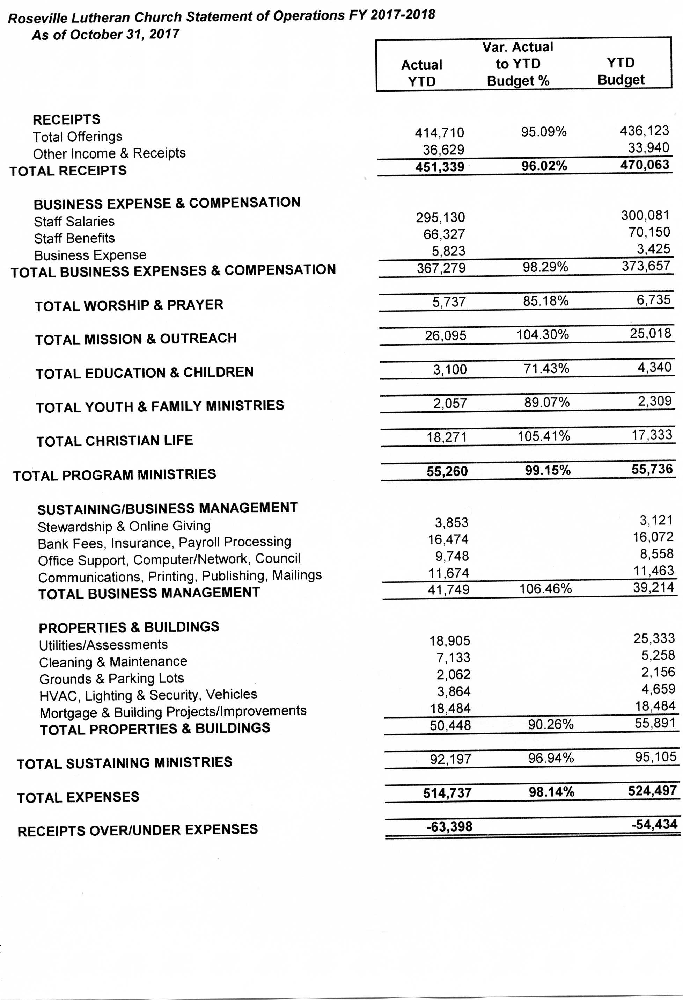 Roseville Lutheran Church Statement of Operations FY 2017-2018
As of October 31, 2017
Var. Actual
Actual to YTD YTD
YTD Budget % Budget
RECEIPTS
Total Offerings 414,710 95.09% 436,123
Other Income & Receipts 36,629 33,940
TOTAL RECEIPTS 451,339 96.02% 470,063
BUSINESS EXPENSE & COMPENSATION
Staff Salaries 295,130 300,081
Staff Benefits 66,327 70,150
Business Expense 5,823 3,425
TOTAL BUSINESS EXPENSES & COMPENSATION 367,279 98.29% 373,657
TOTAL WORSHIP & PRAYER 5,737 85.18% 6,735
TOTAL MISSION & OUTREACH 26,095 104.30% 25,018
TOTAL EDUCATION & CHILDREN 3,100 71.43% 4,340
TOTAL YOUTH & FAMILY MINISTRIES 2,057 89.07% 2,309
TOTAL CHRISTIAN LIFE 18,271 105.41% 17,333
TOTAL PROGRAM MINISTRIES 55,260 99.15% 55,736
SUSTAINING/BUSINESS MANAGEMENT
Stewardship & Online Giving 3,853 3,121
Bank Fees, Insurance, Payroll Processing 16,474 16,072
Office Support, Computer/Network, Council 9,748 8,558
Communications, Printing, Publishing, Mailings 11,674 11,463
TOTAL BUSINESS MANAGEMENT 41,749 106.46% 39,214
PROPERTIES & BUILDINGS
Utilities/Assessments 18,905 25,333
Cleaning & Maintenance 7,133 5,258
Grounds & Parking Lots 2,062 2,156
HVAC, Lighting & Security, Vehicles 3,864 4,659
Mortgage & Building Projects/Improvements 18,484 18,484
TOTAL PROPERTIES & BUILDINGS 50,448 90.26% 55,891
TOTAL SUSTAINING MINISTRIES 92,197 96.94% 95,105
TOTAL EXPENSES 514,737 98.14% 524,497
RECEIPTS OVER/UNDER EXPENSES -63,398 -54,434